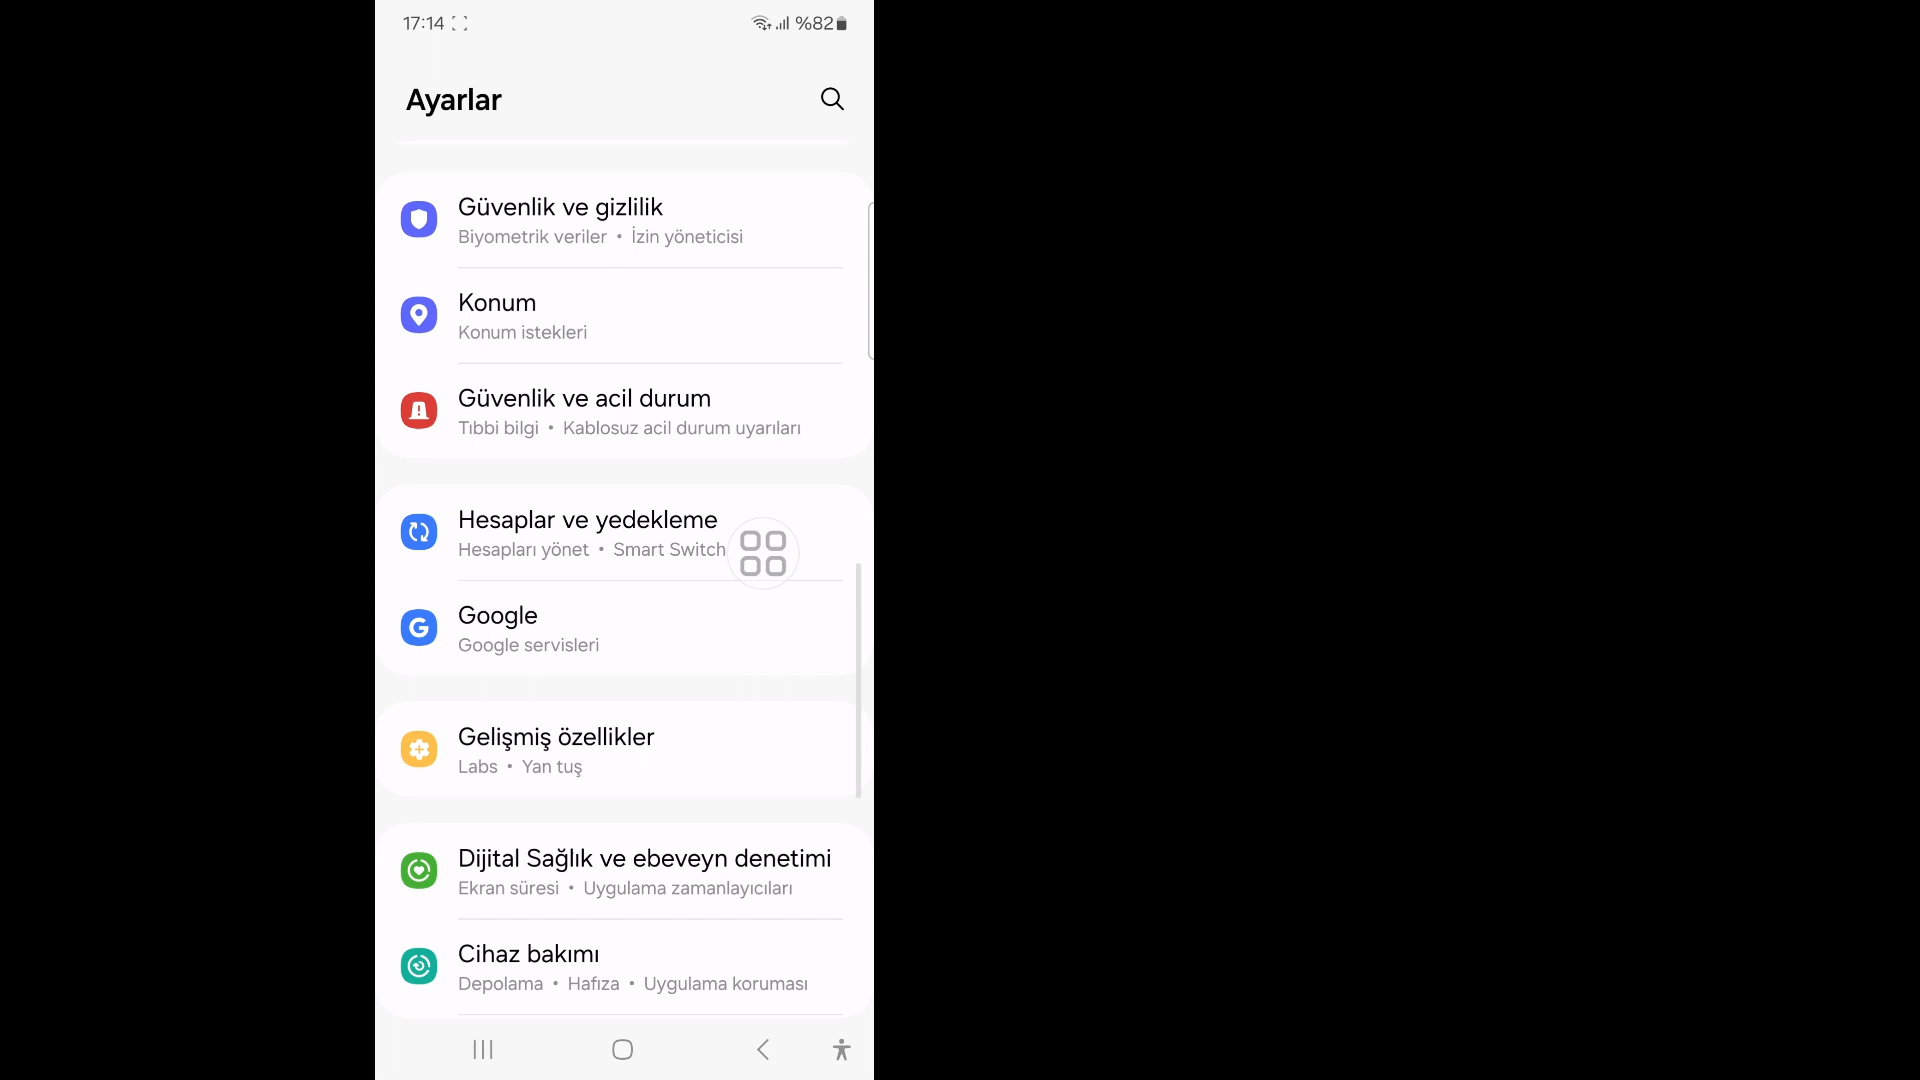 17:14
%82
Ayarlar
Güvenlik ve gizlilik
Biyometrik veriler • İzin yöneticisi
Konum
Konum istekleri
Güvenlik ve acil durum
Tıbbi bilgi • Kablosuz acil durum uyarıları
Hesaplar ve yedekleme
Hesapları yönet • Smart Switch
Google
Google servisleri
Gelişmiş özellikler
Labs • Yan tuş
Dijital Sağlık ve ebeveyn denetimi
Ekran süresi • Uygulama zamanlayıcıları
Cihaz bakımı
Depolama • Hafıza • Uygulama koruması